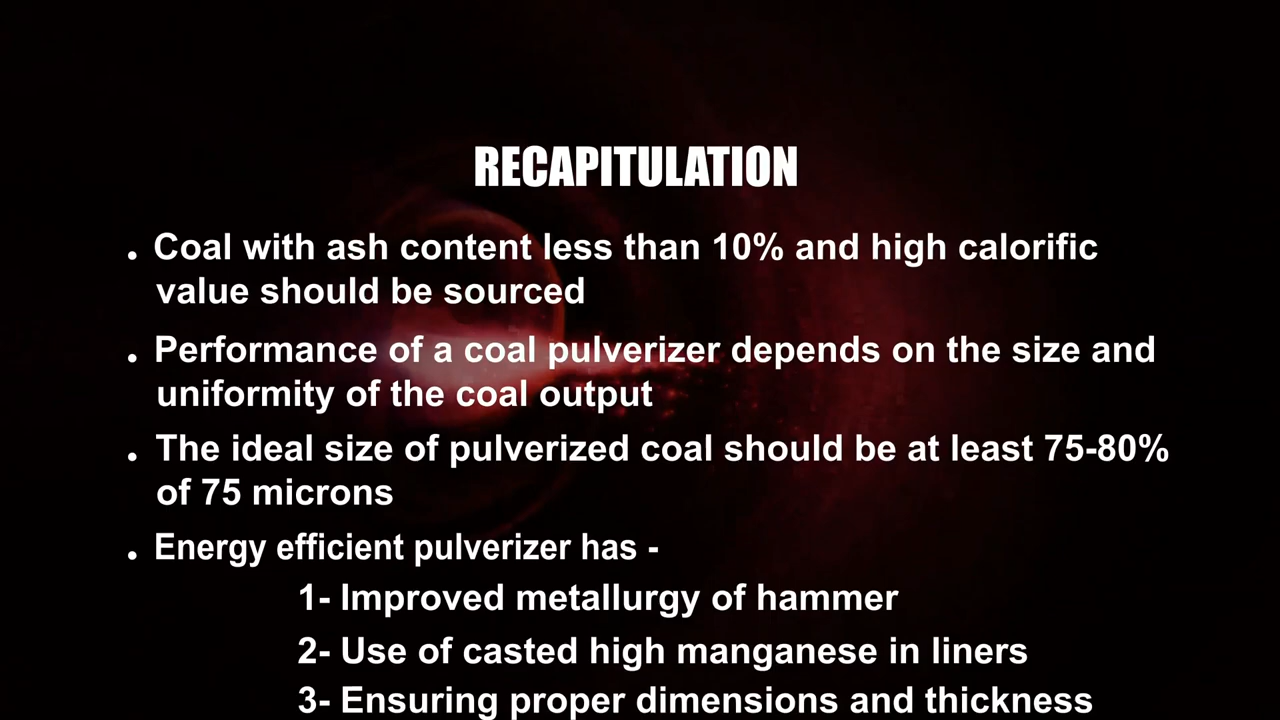 RECAPITULATION
. Coal with ash content less than 10% and high calorific
value should be sourced
. Performance of a coal pulverizer depends on the size and
uniformity of the coal output
. The ideal size of pulverized coal should be at least 75-80%
of 75 microns
. Energy efficient pulverizer has -
1- Improved metallurgy of hammer
2- Use of casted high manganese in liners
3- Ensuring proper dimensions and thickness